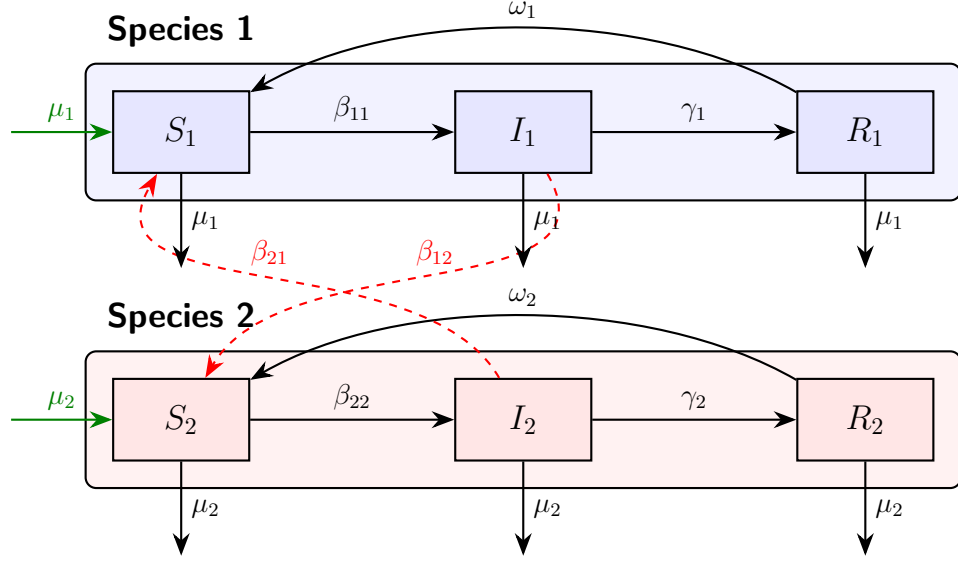 ω₁
Species 1
μ₁
S₁
β₁₁
I₁
γ₁
R₁
μ₁
μ₁
μ₁
β₂₁
β₁₂
ω₂
Species 2
μ₂
S₂
β₂₂
I₂
γ₂
R₂
μ₂
μ₂
μ₂